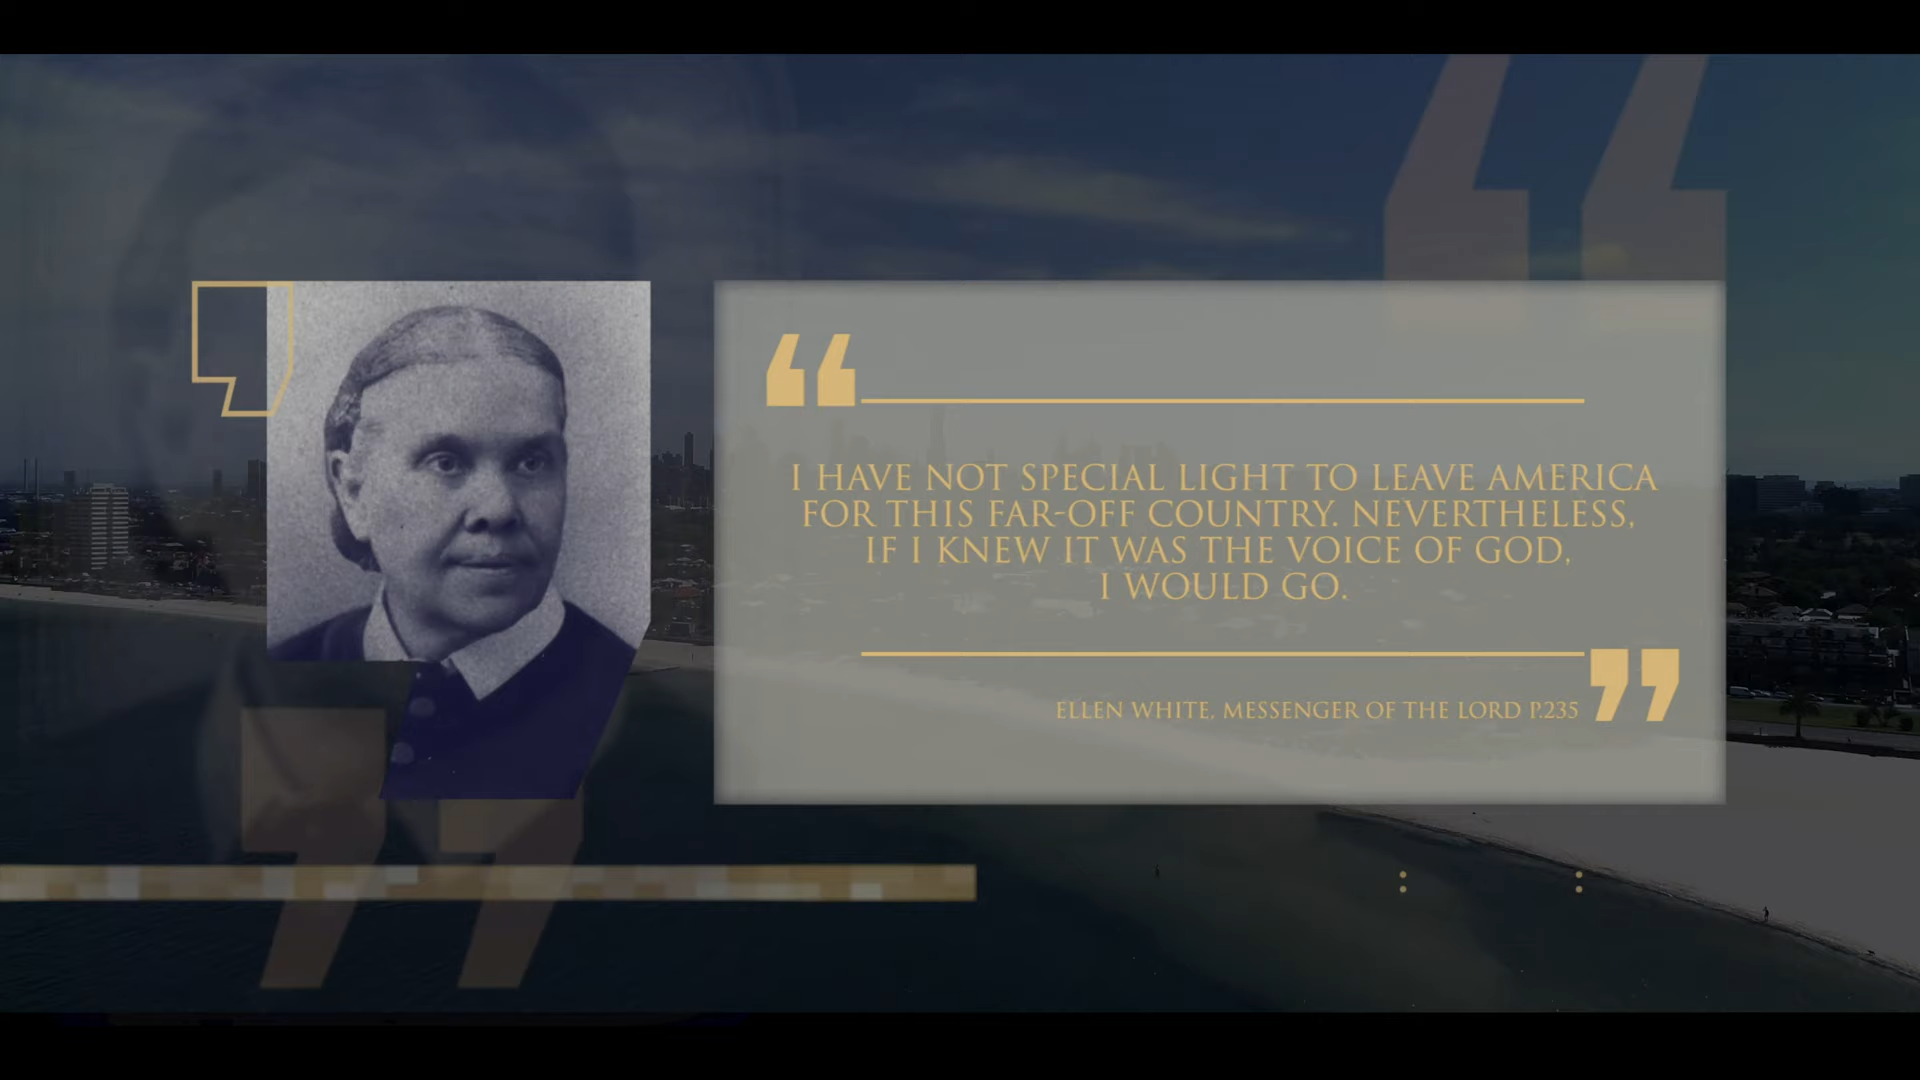 I HAVE NOT SPECIAL LIGHT TO LEAVE AMERICA
FOR THIS FAR-OFF COUNTRY. NEVERTHELESS,
IF I KNEW IT WAS THE VOICE OF GOD,
I WOULD GO.
ELLEN WHITE, MESSENGER OF THE LORD P.235